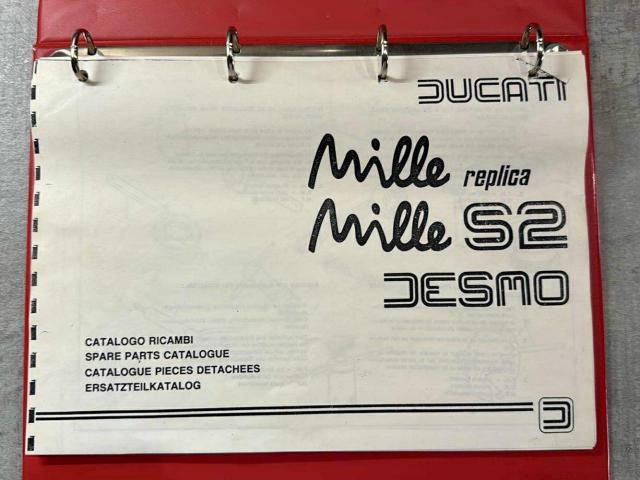 DUCATI
Mille replica
Mille S2
DESMO
CATALOGO RICAMBI
SPARE PARTS CATALOGUE
CATALOGUE PIECES DETACHEES
ERSATZTEILKATALOG
D